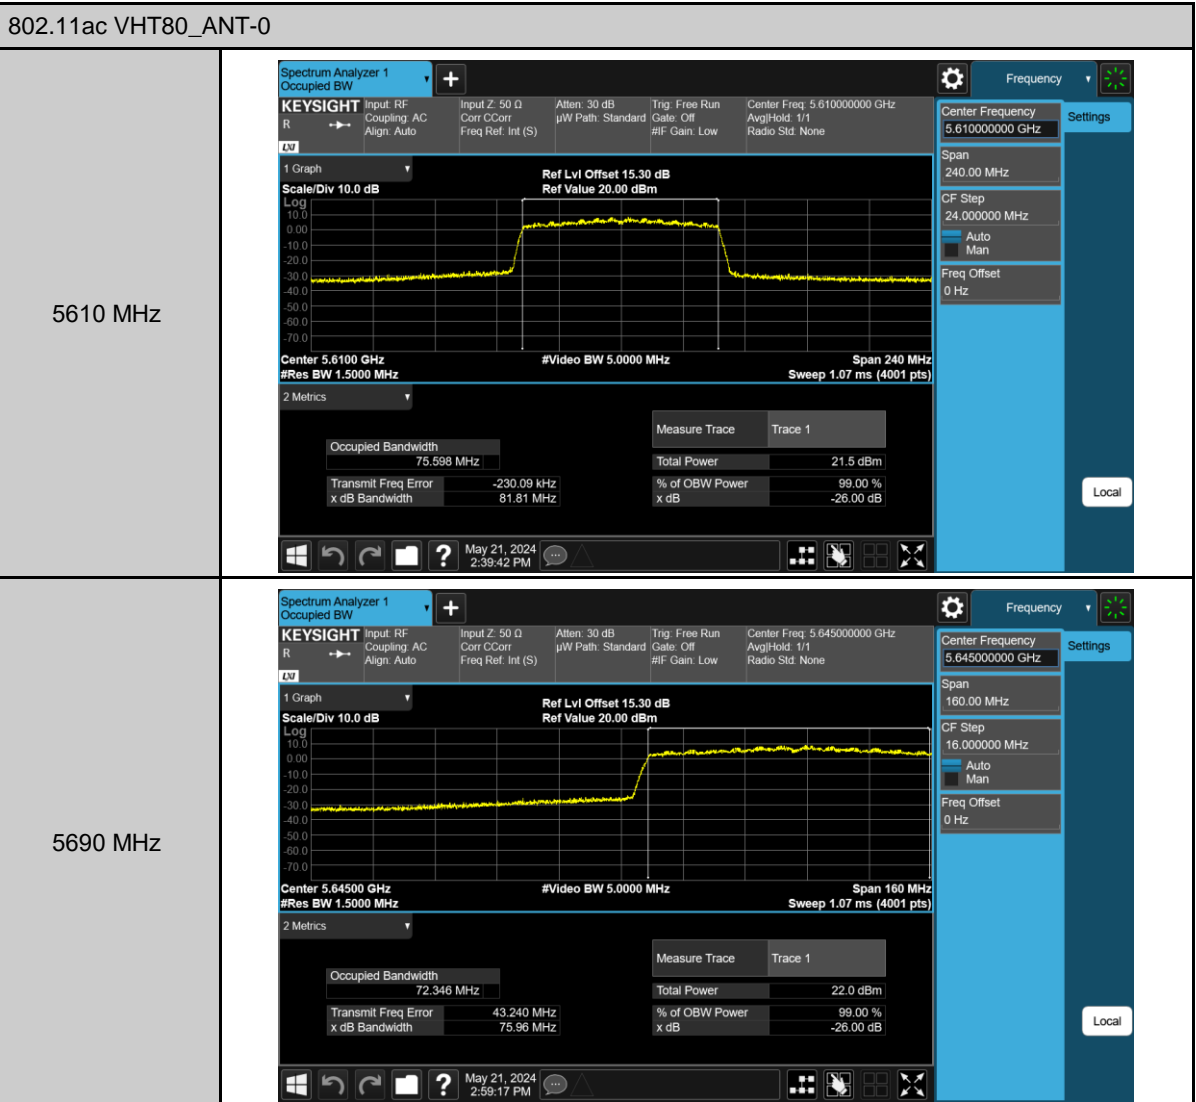 802.11ac VHT80_ANT-0
5610 MHz
Spectrum Analyzer 1
Occupied BW
+
Frequency
KEYSIGHT
R
LXI
Input: RF
Coupling: AC
Align: Auto
Input Z: 50 Ω
Corr CCorr
Freq Ref: Int (S)
Atten: 30 dB
µW Path: Standard
Trig: Free Run
Gate: Off
#IF Gain: Low
Center Freq: 5.610000000 GHz
Avg|Hold: 1/1
Radio Std: None
Center Frequency
5.610000000 GHz
Settings
Span
240.00 MHz
CF Step
24.000000 MHz
Auto
Man
Freq Offset
0 Hz
Local
1 Graph
Scale/Div 10.0 dB
Ref Lvl Offset 15.30 dB
Ref Value 20.00 dBm
Log
10.0
0.00
-10.0
-20.0
-30.0
-40.0
-50.0
-60.0
-70.0
Center 5.6100 GHz
#Res BW 1.5000 MHz
#Video BW 5.0000 MHz
Span 240 MHz
Sweep 1.07 ms (4001 pts)
2 Metrics
Measure Trace Trace 1
Occupied Bandwidth
75.598 MHz
Total Power 21.5 dBm
Transmit Freq Error -230.09 kHz
x dB Bandwidth 81.81 MHz
% of OBW Power 99.00 %
x dB -26.00 dB
?
May 21, 2024
2:39:42 PM
5690 MHz
Spectrum Analyzer 1
Occupied BW
+
Frequency
KEYSIGHT
R
LXI
Input: RF
Coupling: AC
Align: Auto
Input Z: 50 Ω
Corr CCorr
Freq Ref: Int (S)
Atten: 30 dB
µW Path: Standard
Trig: Free Run
Gate: Off
#IF Gain: Low
Center Freq: 5.645000000 GHz
Avg|Hold: 1/1
Radio Std: None
Center Frequency
5.645000000 GHz
Settings
Span
160.00 MHz
CF Step
16.000000 MHz
Auto
Man
Freq Offset
0 Hz
Local
1 Graph
Scale/Div 10.0 dB
Ref Lvl Offset 15.30 dB
Ref Value 20.00 dBm
Log
10.0
0.00
-10.0
-20.0
-30.0
-40.0
-50.0
-60.0
-70.0
Center 5.64500 GHz
#Res BW 1.5000 MHz
#Video BW 5.0000 MHz
Span 160 MHz
Sweep 1.07 ms (4001 pts)
2 Metrics
Measure Trace Trace 1
Occupied Bandwidth
72.346 MHz
Total Power 22.0 dBm
Transmit Freq Error 43.240 MHz
x dB Bandwidth 75.96 MHz
% of OBW Power 99.00 %
x dB -26.00 dB
?
May 21, 2024
2:59:17 PM